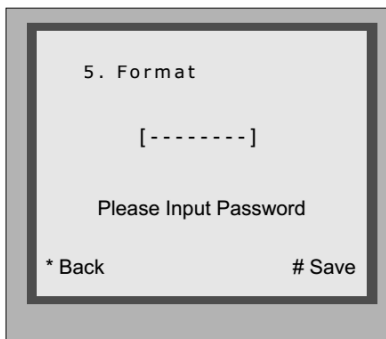 5. Format
[--------]
Please Input Password
* Back # Save